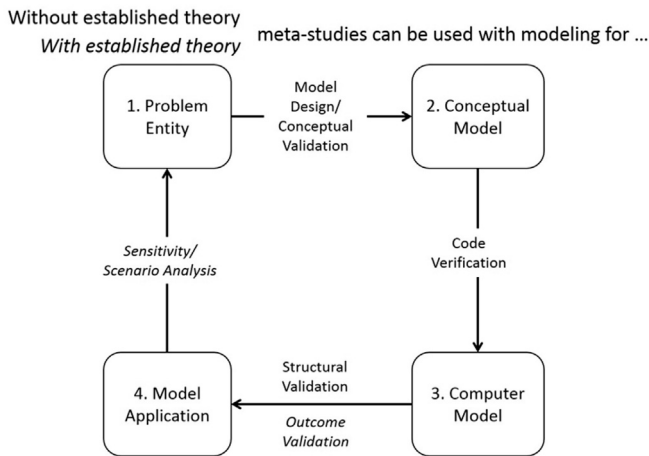 Without established theory
With established theory
meta-studies can be used with modeling for ...
1. Problem
Entity
Model
Design/
Conceptual
Validation
2. Conceptual
Model
Sensitivity/
Scenario Analysis
Code
Verification
4. Model
Application
Structural
Validation
Outcome
Validation
3. Computer
Model